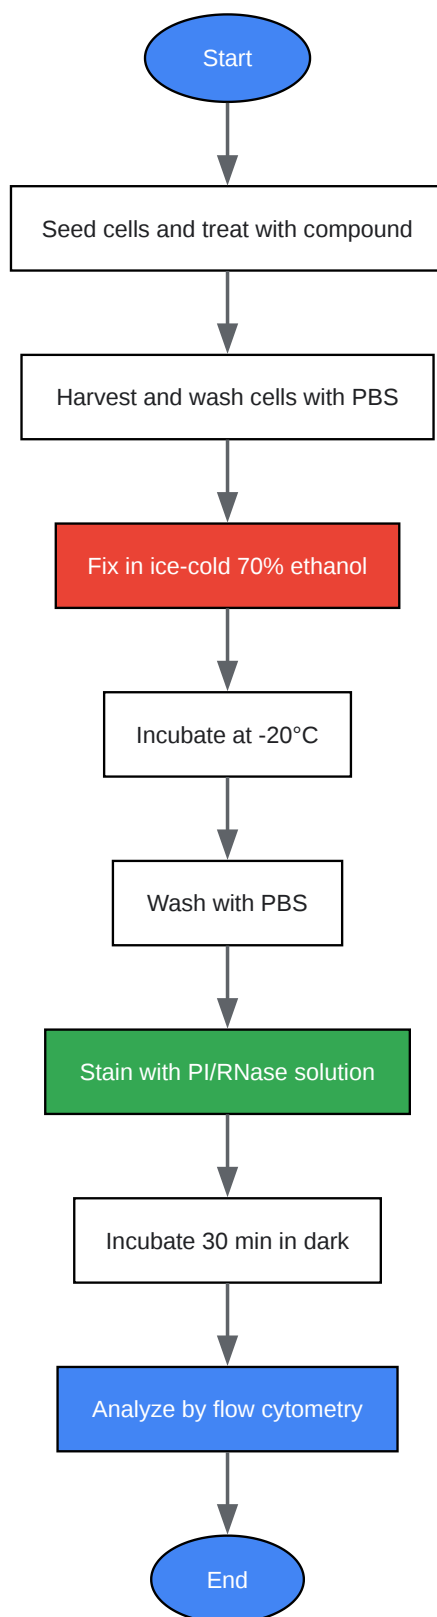 Start
Seed cells and treat with compound
Harvest and wash cells with PBS
Fix in ice-cold 70% ethanol
Incubate at -20°C
Wash with PBS
Stain with PI/RNase solution
Incubate 30 min in dark
Analyze by flow cytometry
End